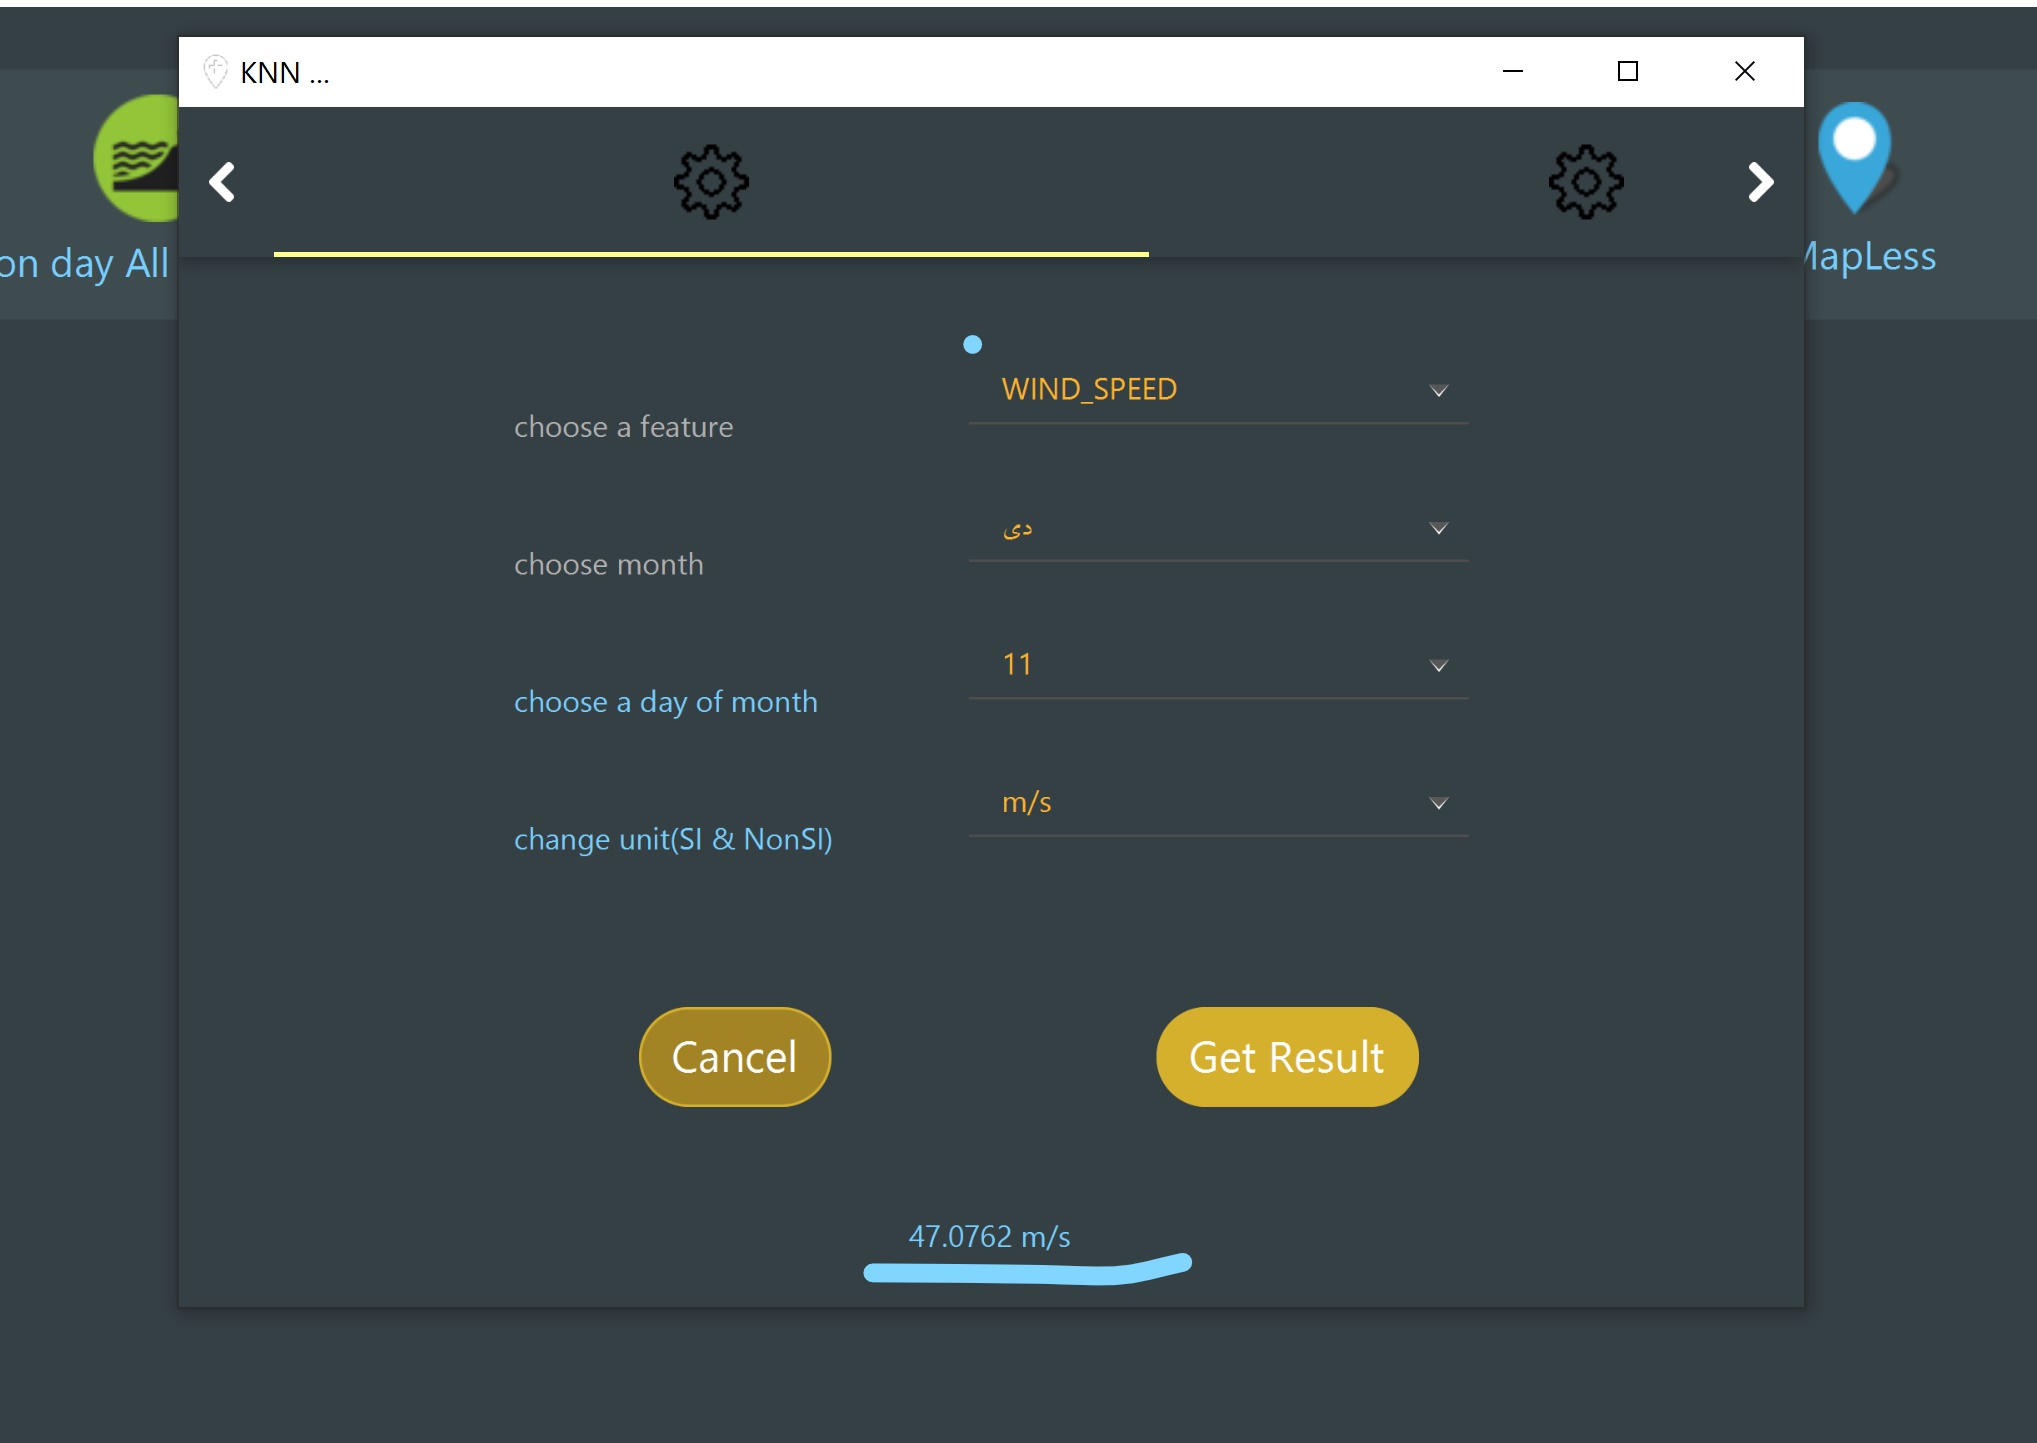 KNN ...
on day All
MapLess
WIND_SPEED
choose a feature
دی
choose month
11
choose a day of month
m/s
change unit(SI & NonSI)
Cancel
Get Result
47.0762 m/s